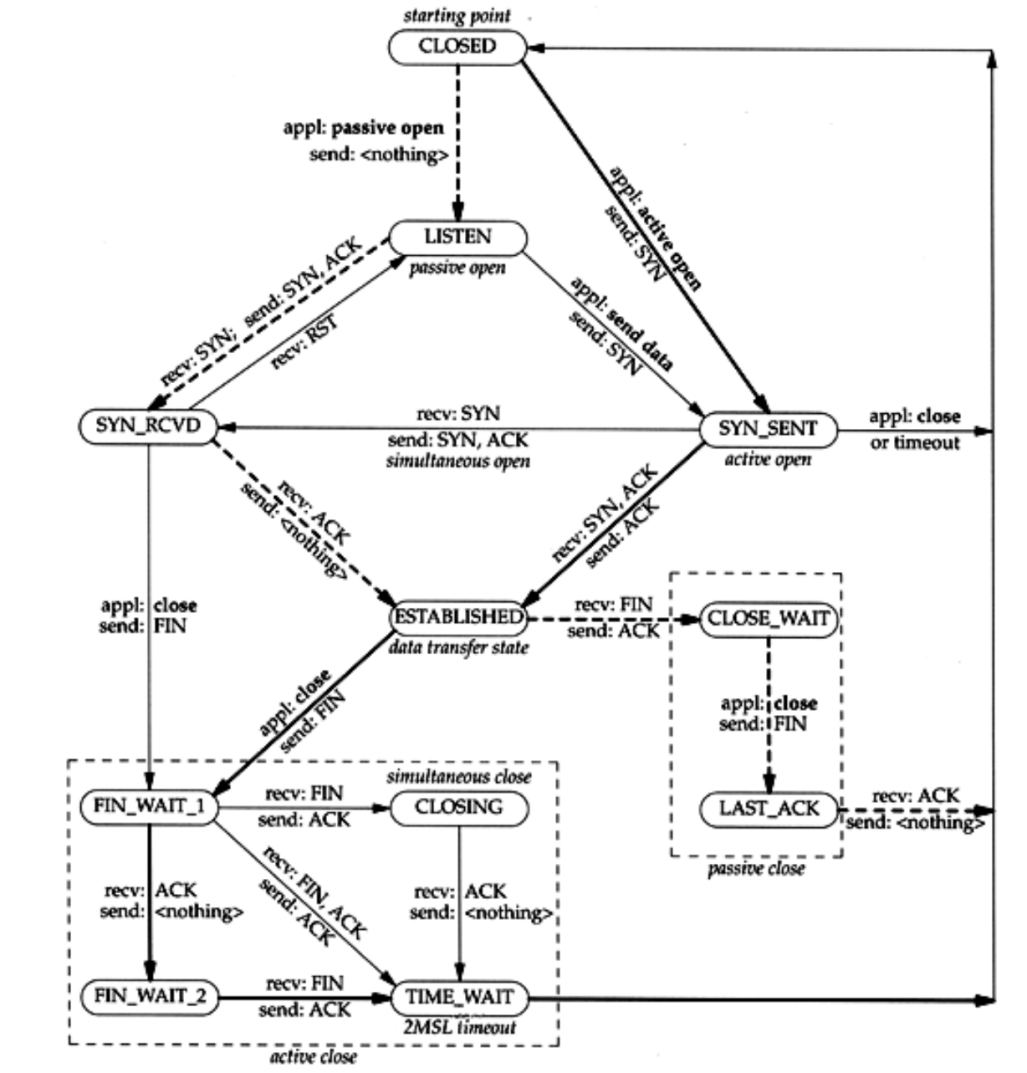 starting point
CLOSED
appl: passive open
send: <nothing>
appl: active open
send: SYN
LISTEN
passive open
recv: SYN; send: SYN, ACK
recv: RST
appl: send data
send: SYN
SYN_RCVD
recv: SYN
send: SYN, ACK
simultaneous open
SYN_SENT
active open
appl: close
or timeout
recv: ACK
send: <nothing>
recv: SYN, ACK
send: ACK
appl: close
send: FIN
ESTABLISHED
data transfer state
recv: FIN
send: ACK
CLOSE_WAIT
appl: close
send: FIN
appl: close
send: FIN
LAST_ACK
recv: ACK
send: <nothing>
passive close
simultaneous close
FIN_WAIT_1
recv: FIN
send: ACK
CLOSING
recv: ACK
send: <nothing>
recv: FIN, ACK
send: ACK
recv: ACK
send: <nothing>
FIN_WAIT_2
recv: FIN
send: ACK
TIME_WAIT
2MSL timeout
active close